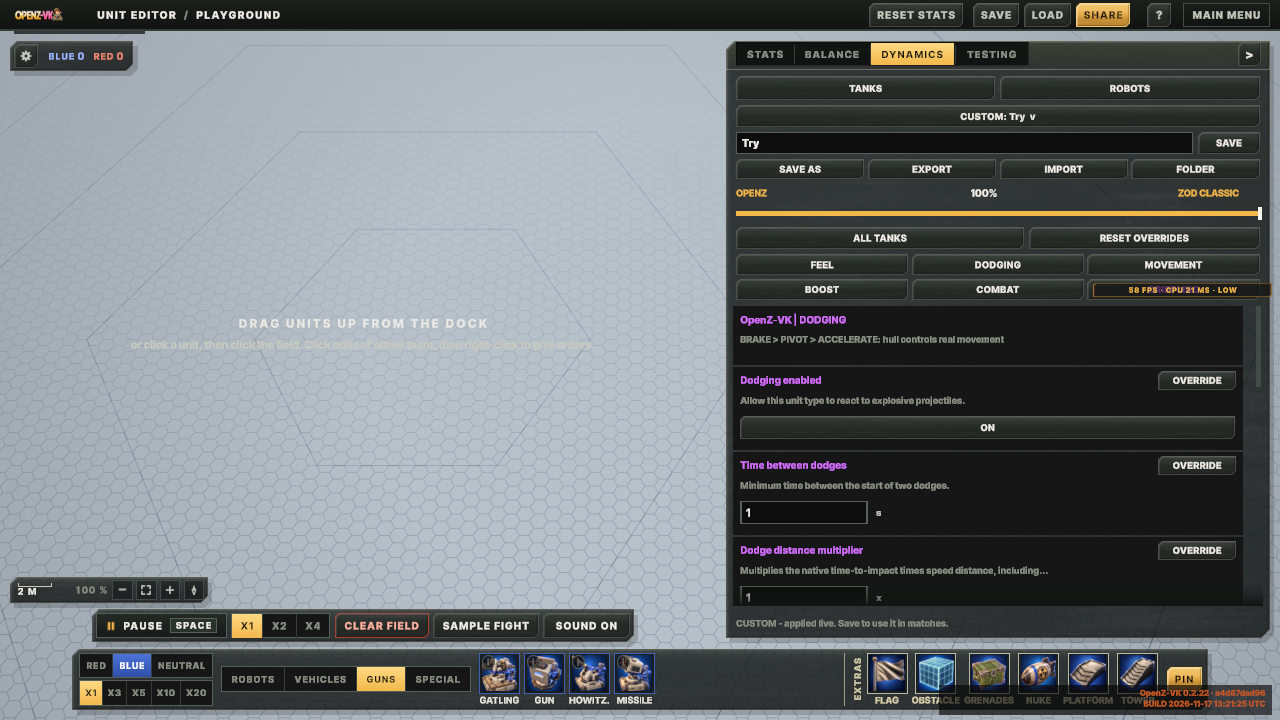 OPENZ-VK
UNIT EDITOR / PLAYGROUND
RESET STATS
SAVE
LOAD
SHARE
?
MAIN MENU
BLUE 0 RED 0
STATS
BALANCE
DYNAMICS
TESTING
>
TANKS
ROBOTS
CUSTOM: Try v
Try
SAVE
SAVE AS
EXPORT
IMPORT
FOLDER
OPENZ
100%
ZOD CLASSIC
ALL TANKS
RESET OVERRIDES
FEEL
DODGING
MOVEMENT
BOOST
COMBAT
58 FPS · CPU 21 MS · LOW
OpenZ-VK | DODGING
BRAKE > PIVOT > ACCELERATE: hull controls real movement
Dodging enabled
OVERRIDE
Allow this unit type to react to explosive projectiles.
ON
Time between dodges
OVERRIDE
Minimum time between the start of two dodges.
1 s
Dodge distance multiplier
OVERRIDE
Multiplies the native time-to-impact times speed distance, including...
1 x
CUSTOM - applied live. Save to use it in matches.
DRAG UNITS UP FROM THE DOCK
or click a unit, then click the field. Click units of either team, then right-click to give orders.
2 M
100 %
PAUSE SPACE
X1 X2 X4
CLEAR FIELD
SAMPLE FIGHT
SOUND ON
RED BLUE NEUTRAL
X1 X3 X5 X10 X20
ROBOTS VEHICLES GUNS SPECIAL
GATLING GUN HOWITZ. MISSILE
EXTRAS
FLAG OBSTACLE GRENADES NUKE PLATFORM TOWER
PIN
OpenZ-VK 0.2.22 · a4d87dad96
BUILD 2026-11-17 13:21:25 UTC